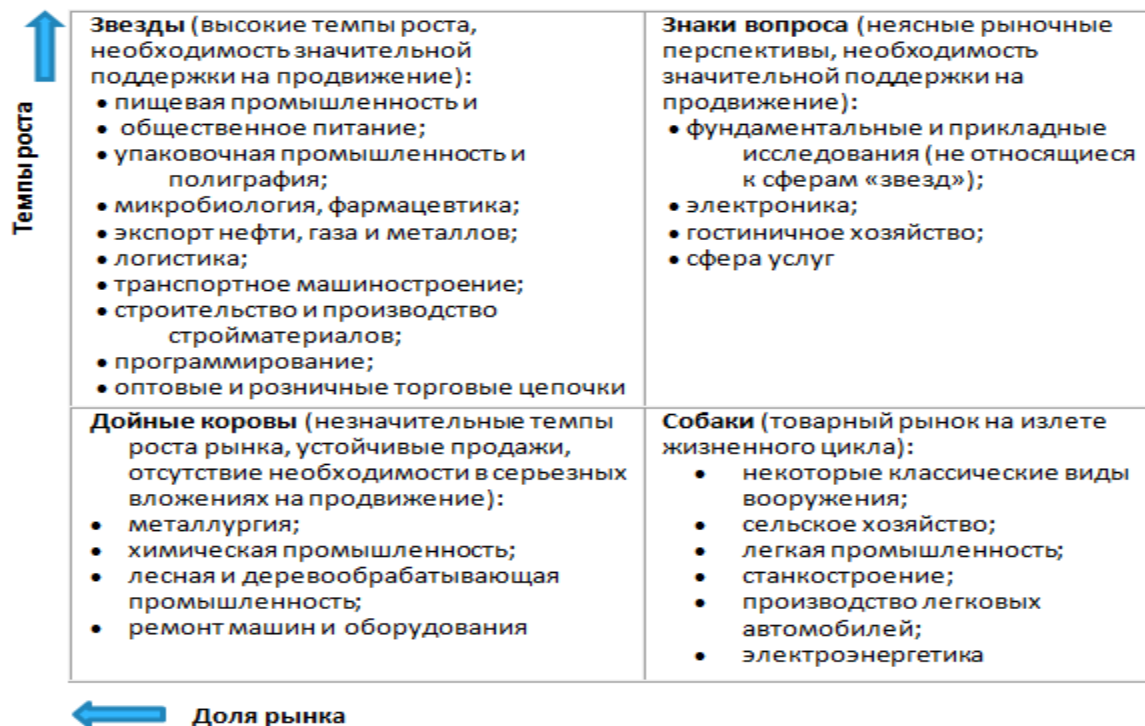 Темпы роста
Звезды (высокие темпы роста,
необходимость значительной
поддержки на продвижение):
• пищевая промышленность и
• общественное питание;
• упаковочная промышленность и
полиграфия;
• микробиология, фармацевтика;
• экспорт нефти, газа и металлов;
• логистика;
• транспортное машиностроение;
• строительство и производство
стройматериалов;
• программирование;
• оптовые и розничные торговые цепочки
Знаки вопроса (неясные рыночные
перспективы, необходимость
значительной поддержки на
продвижение):
• фундаментальные и прикладные
исследования (не относящиеся
к сферам «звезд»);
• электроника;
• гостиничное хозяйство;
• сфера услуг
Дойные коровы (незначительные темпы
роста рынка, устойчивые продажи,
отсутствие необходимости в серьезных
вложениях на продвижение):
• металлургия;
• химическая промышленность;
• лесная и деревообрабатывающая
промышленность;
• ремонт машин и оборудования
Собаки (товарный рынок на излете
жизненного цикла):
• некоторые классические виды
вооружения;
• сельское хозяйство;
• легкая промышленность;
• станкостроение;
• производство легковых
автомобилей;
• электроэнергетика
Доля рынка